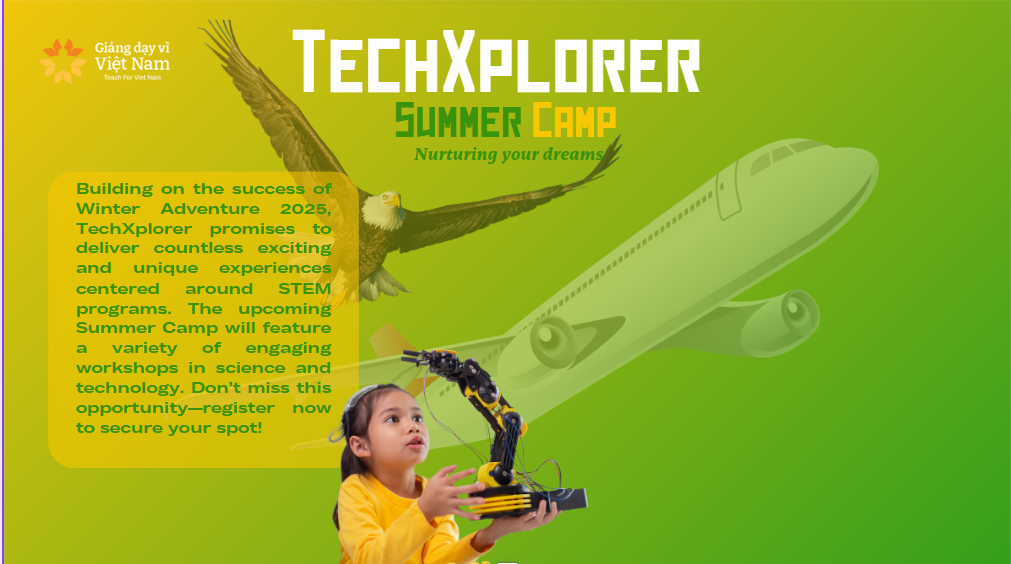 Giảng dạy vì
Việt Nam
Teach For Viet Nam
TECHXPLORER
SUMMER CAMP
Nurturing your dreams
Building on the success of
Winter Adventure 2025,
TechXplorer promises to
deliver countless exciting
and unique experiences
centered around STEM
programs. The upcoming
Summer Camp will feature
a variety of engaging
workshops in science and
technology. Don’t miss this
opportunity—register now
to secure your spot!